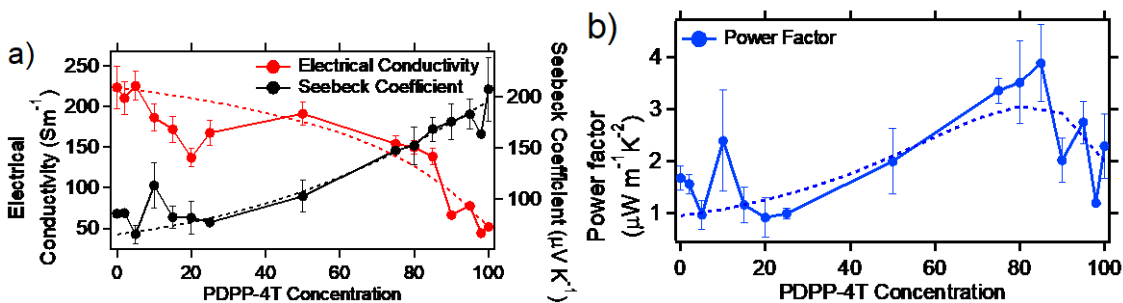 a)
Electrical Conductivity
Seebeck Coefficient
250
200
150
100
50
200
150
100
Electrical
Conductivity (Sm⁻¹)
Seebeck Coefficient (µV K⁻¹)
0 20 40 60 80 100
PDPP-4T Concentration
b)
Power Factor
4
3
2
1
Power factor
(µW m⁻¹K⁻²)
0 20 40 60 80 100
PDPP-4T Concentration